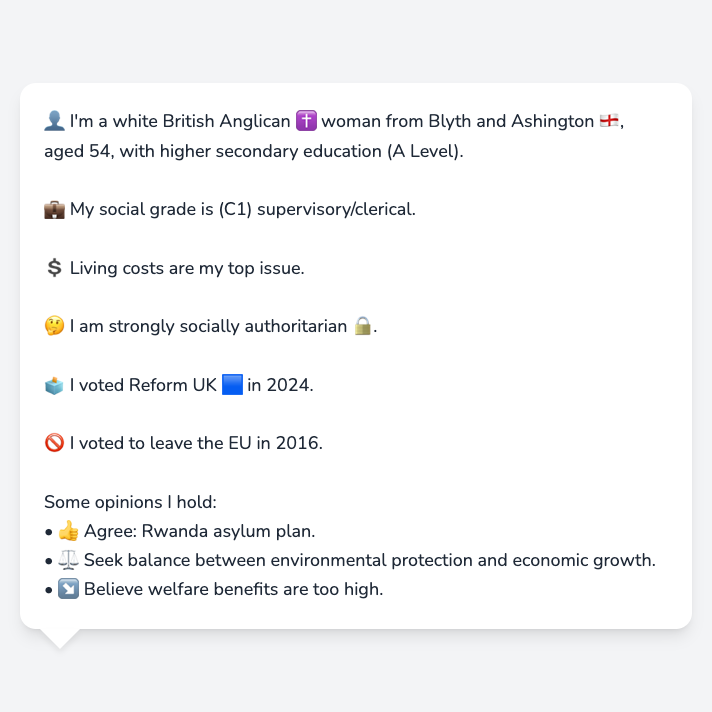 👤 I'm a white British Anglican ✝️ woman from Blyth and Ashington 🏴󠁧󠁢󠁥󠁮󠁧󠁿,
aged 54, with higher secondary education (A Level).
💼 My social grade is (C1) supervisory/clerical.
💲 Living costs are my top issue.
🤔 I am strongly socially authoritarian 🔒.
🗳️ I voted Reform UK 🟦 in 2024.
🚫 I voted to leave the EU in 2016.
Some opinions I hold:
• 👍 Agree: Rwanda asylum plan.
• ⚖️ Seek balance between environmental protection and economic growth.
• ↘️ Believe welfare benefits are too high.